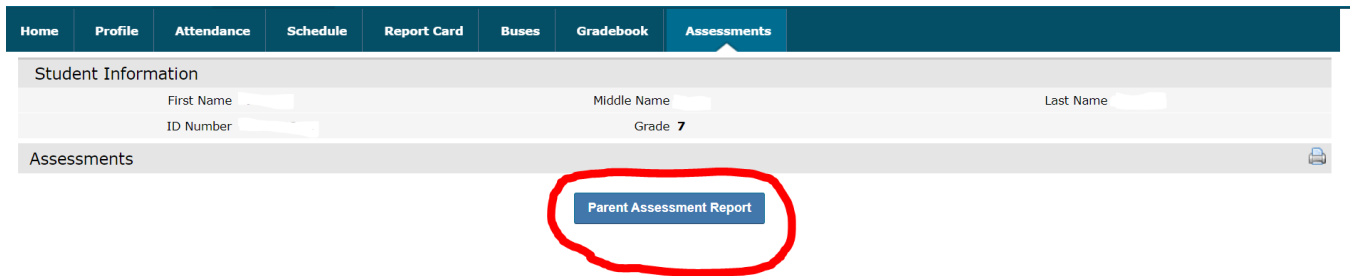 Home Profile Attendance Schedule Report Card Buses Gradebook Assessments
Student Information
First Name Middle Name Last Name
ID Number Grade 7
Assessments
Parent Assessment Report